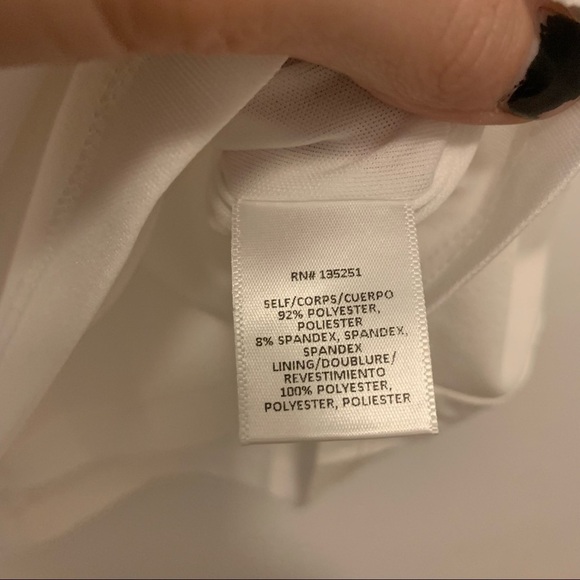 RN# 135251
SELF/CORPS/CUERPO
92% POLYESTER,
POLIESTER
8% SPANDEX, SPANDEX,
SPANDEX
LINING/DOUBLURE/
REVESTIMIENTO
100% POLYESTER,
POLYESTER, POLIESTER